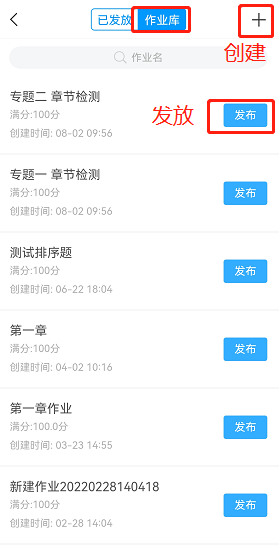 已发放 作业库
创建
作业名
专题二 章节检测
满分:100分
创建时间: 08-02 09:56
发放 发布
专题一 章节检测
满分:100分
创建时间: 08-02 09:56
发布
测试排序题
满分:100分
创建时间: 06-22 18:04
发布
第一章
满分:100分
创建时间: 04-02 10:16
发布
第一章作业
满分:100.0分
创建时间: 03-23 14:55
发布
新建作业20220228140418
满分:100分
创建时间: 02-28 14:04
发布